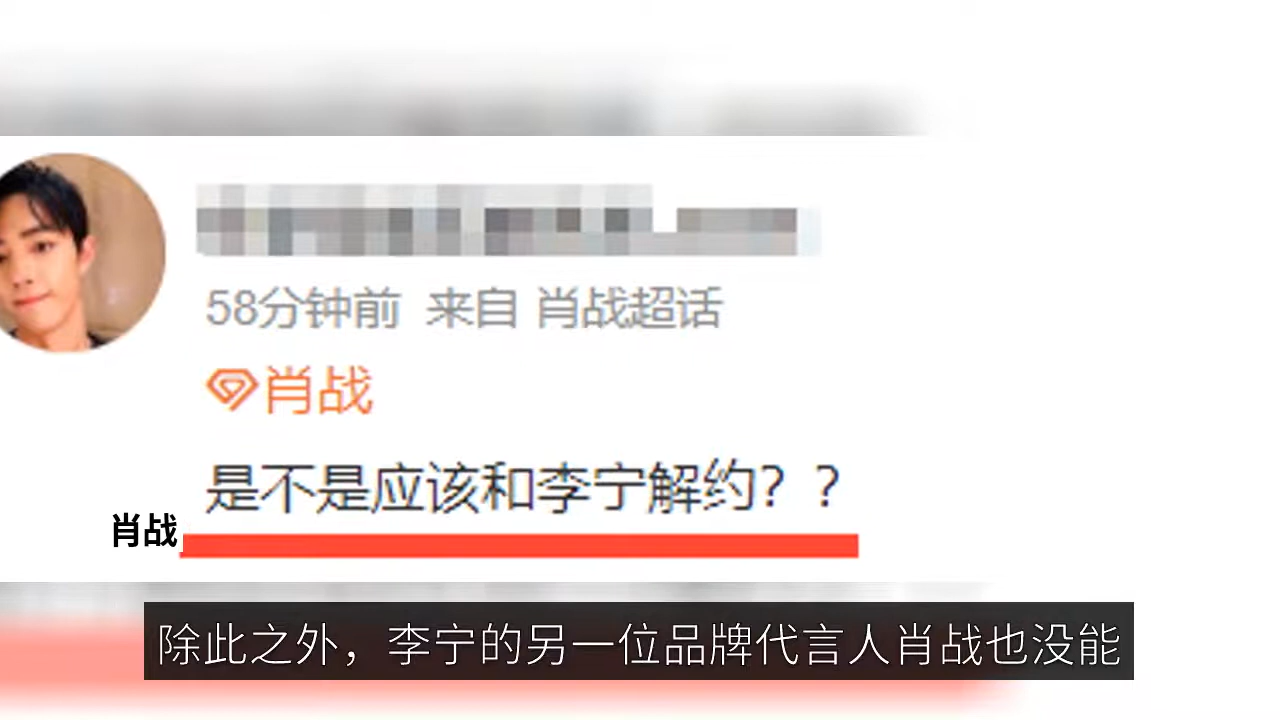 58分钟前 来自 肖战超话
肖战
是不是应该和李宁解约？？
肖战
除此之外，李宁的另一位品牌代言人肖战也没能